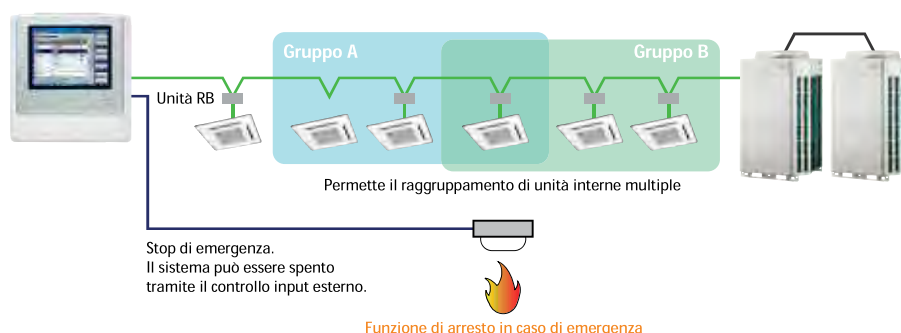 Gruppo A
Gruppo B
Unità RB
Permette il raggruppamento di unità interne multiple
Stop di emergenza.
Il sistema può essere spento
tramite il controllo input esterno.
Funzione di arresto in caso di emergenza